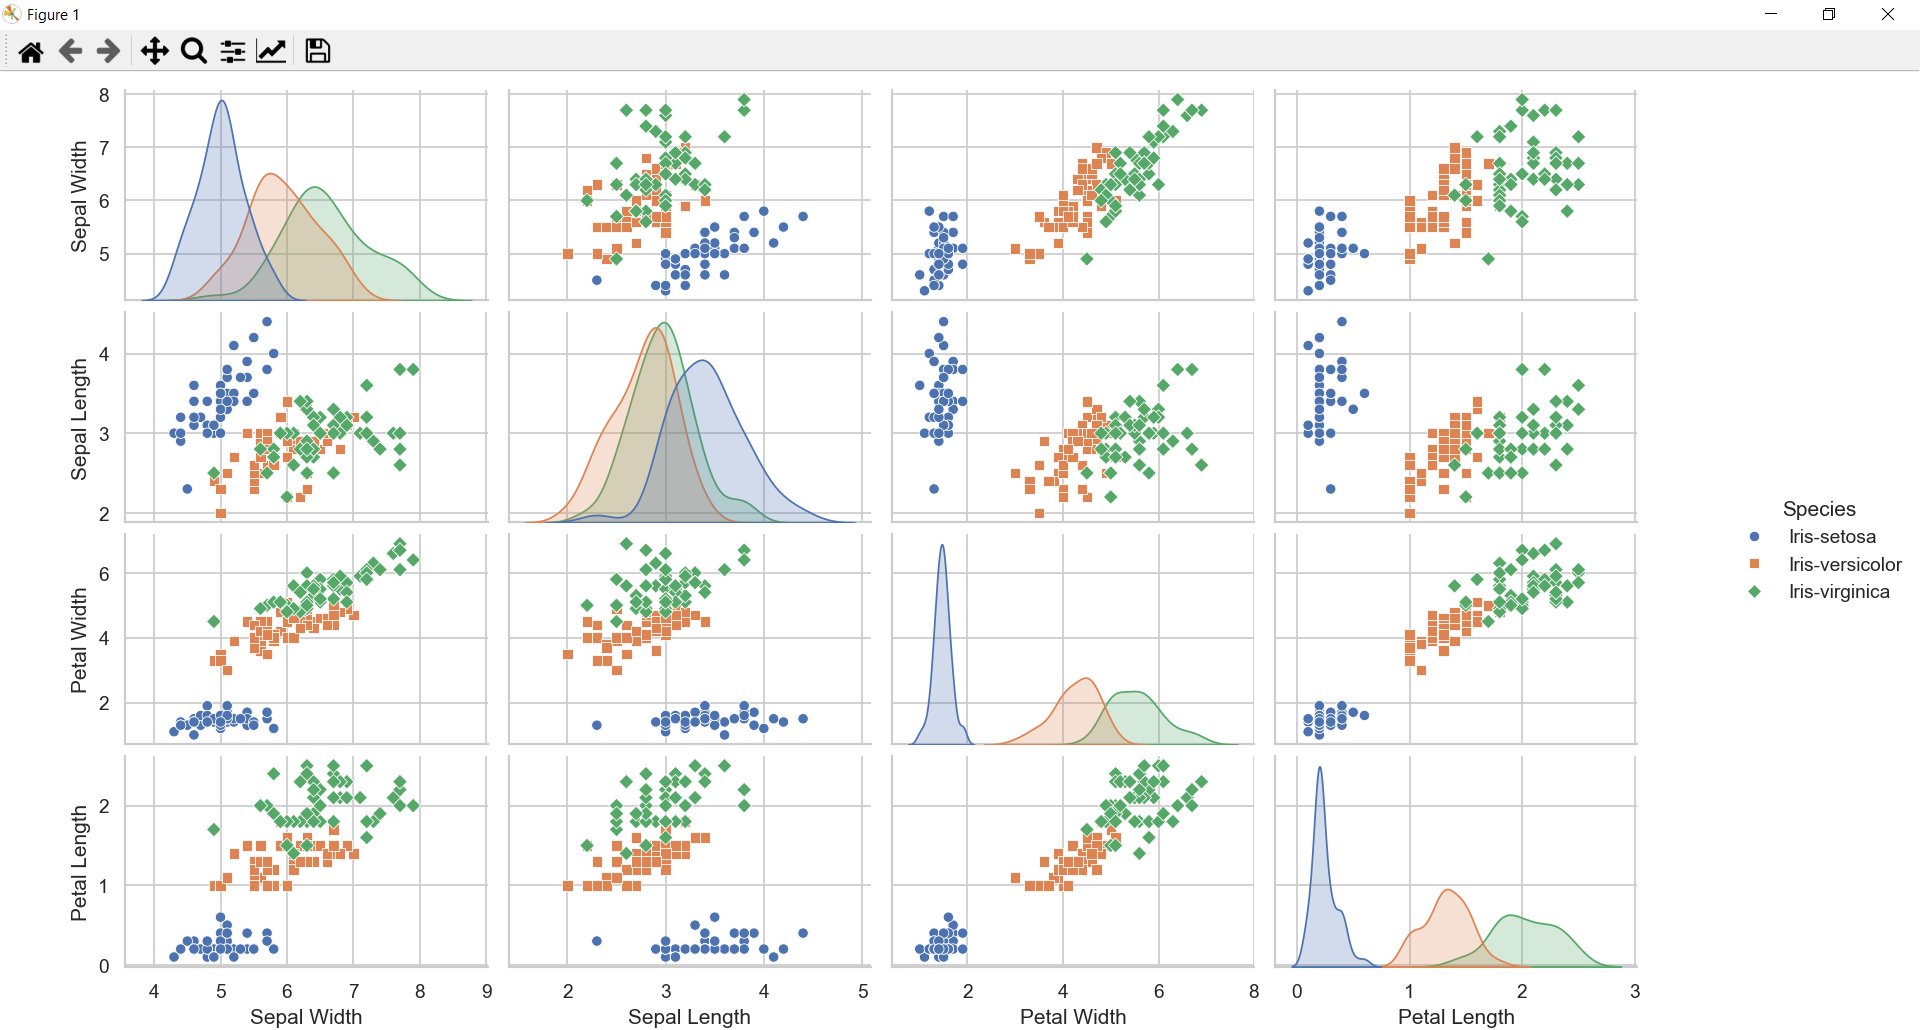 Figure 1
8
7
6
5
Sepal Width
4
3
2
Sepal Length
6
4
2
Petal Width
2
1
0
Petal Length
4 5 6 7 8 9
2 3 4 5
2 4 6 8
0 1 2 3
Sepal Width
Sepal Length
Petal Width
Petal Length
Species
Iris-setosa
Iris-versicolor
Iris-virginica